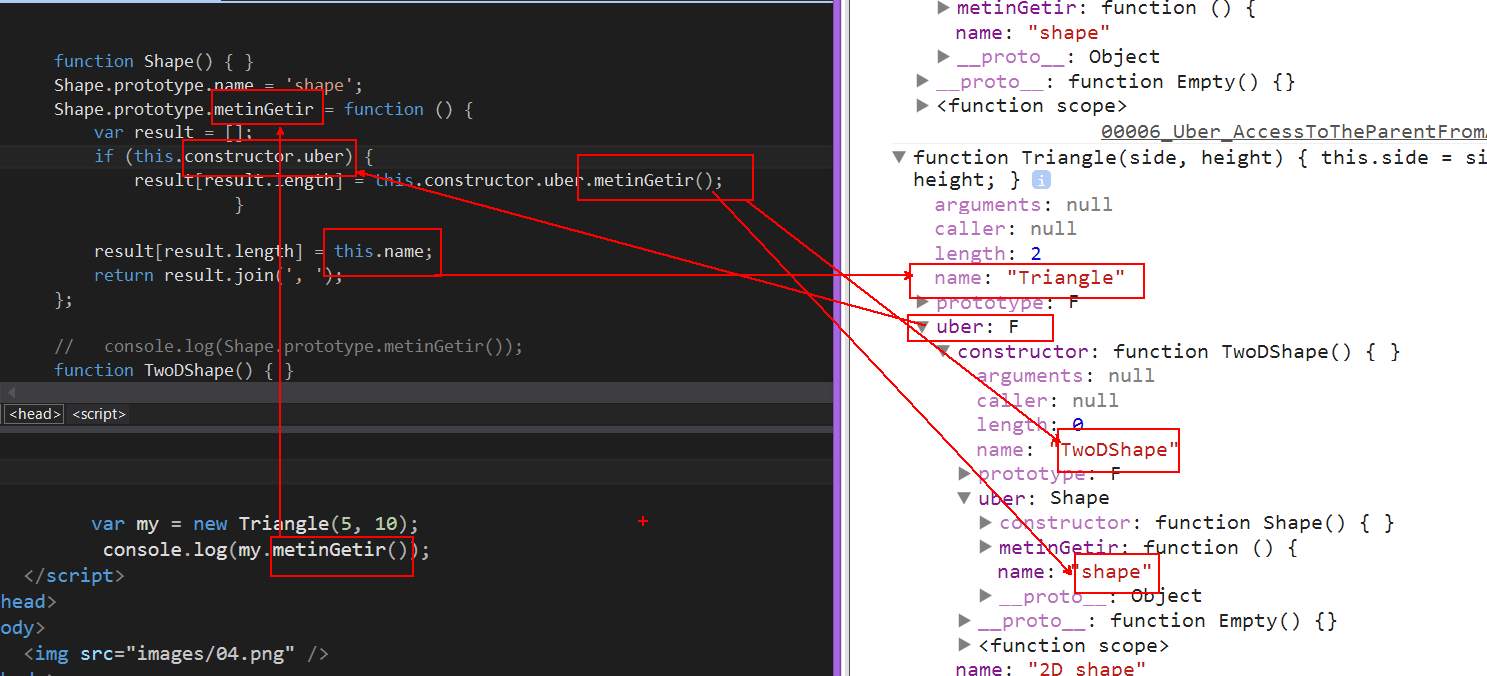 function Shape() { }
Shape.prototype.name = 'shape';
Shape.prototype.metinGetir = function () {
var result = [];
if (this.constructor.uber) {
result[result.length] = this.constructor.uber.metinGetir();
}
result[result.length] = this.name;
return result.join(', ');
};
// console.log(Shape.prototype.metinGetir());
function TwoDShape() { }
<head> <script>
var my = new Triangle(5, 10);
console.log(my.metinGetir());
</script>
head>
ody>
<img src="images/04.png" />
metinGetir: function () {
name: "shape"
__proto__: Object
__proto__: function Empty() {}
<function scope>
00006_Uber_AccessToTheParentFrom
function Triangle(side, height) { this.side = si
height; } i
arguments: null
caller: null
length: 2
name: "Triangle"
prototype: F
uber: F
constructor: function TwoDShape() { }
arguments: null
caller: null
length: 0
name: "TwoDShape"
prototype: F
uber: Shape
constructor: function Shape() { }
metinGetir: function () {
name: "shape"
__proto__: Object
__proto__: function Empty() {}
<function scope>
name: "2D shape"